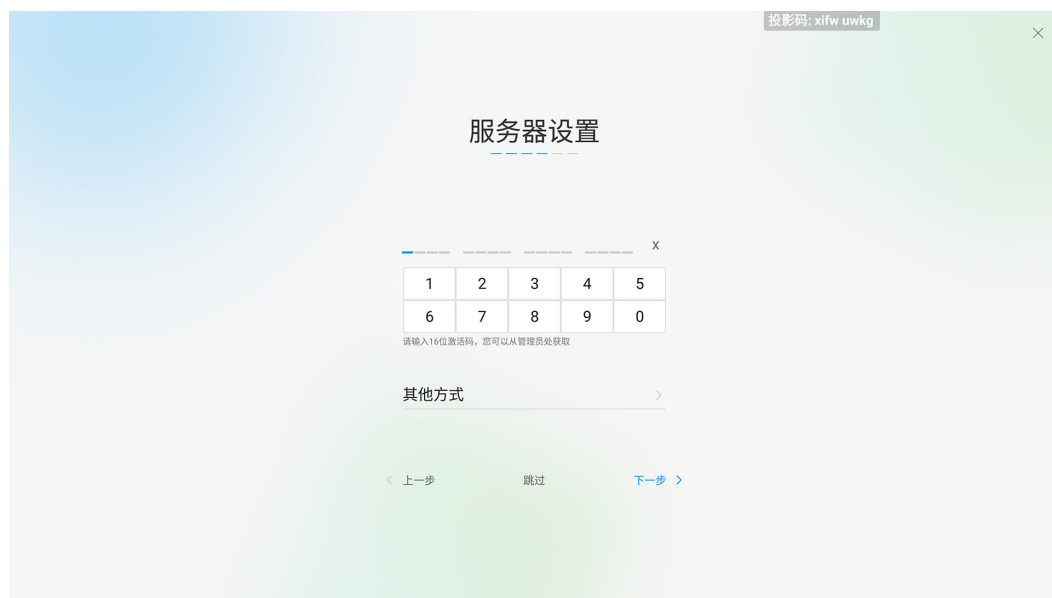 投影码: xifw uwkg
服务器设置
X
1 2 3 4 5
6 7 8 9 0
请输入16位激活码，您可以从管理员处获取
其他方式
上一步 跳过 下一步